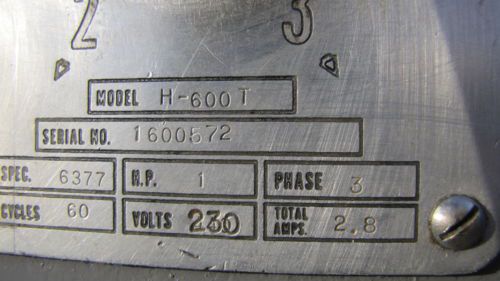 2 3
MODEL H-600T
SERIAL NO. 1600572
SPEC. 6377 H.P. 1 PHASE 3
CYCLES 60 VOLTS 230 TOTAL AMPS. 2.8